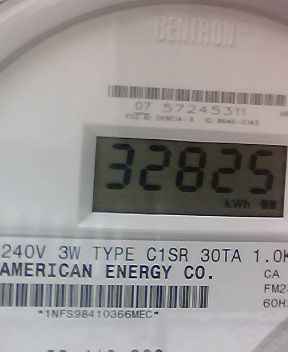 CENTRON
07 57245311
32825
kWh
240V 3W TYPE C1SR 30TA 1.0K
AMERICAN ENERGY CO.
CA
FM2
60H
*1NFS98410366MEC*